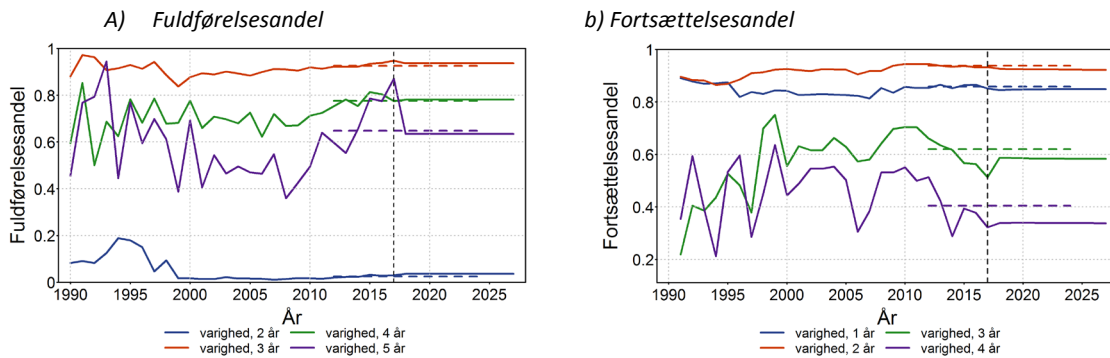 A) Fuldførelsesandel
Fuldførelsesandel
1
0.8
0.6
0.4
0.2
0
1990 1995 2000 2005 2010 2015 2020 2025
År
varighed, 2 år
varighed, 4 år
varighed, 3 år
varighed, 5 år
b) Fortsættelsesandel
Fortsættelsesandel
1
0.8
0.6
0.4
0.2
1990 1995 2000 2005 2010 2015 2020 2025
År
varighed, 1 år
varighed, 3 år
varighed, 2 år
varighed, 4 år